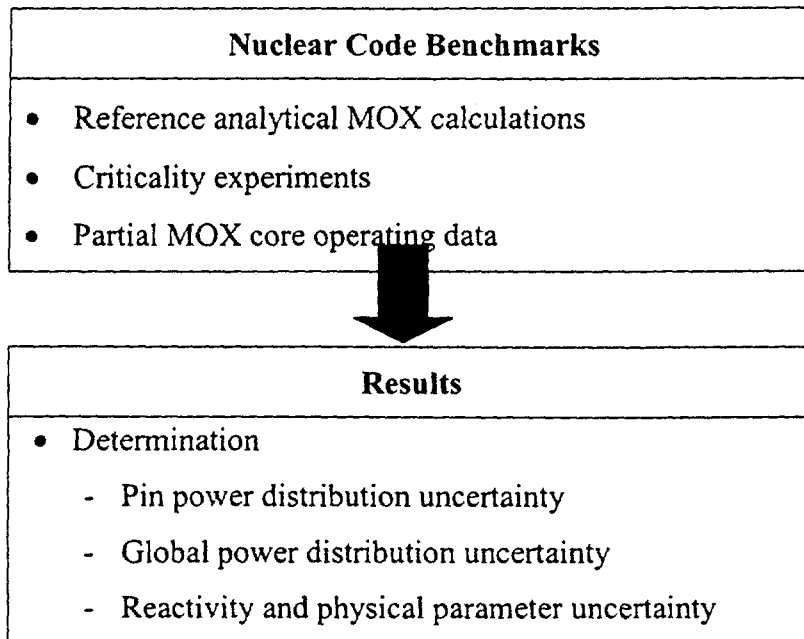 Nuclear Code Benchmarks
• Reference analytical MOX calculations
• Criticality experiments
• Partial MOX core operating data
Results
• Determination
- Pin power distribution uncertainty
- Global power distribution uncertainty
- Reactivity and physical parameter uncertainty